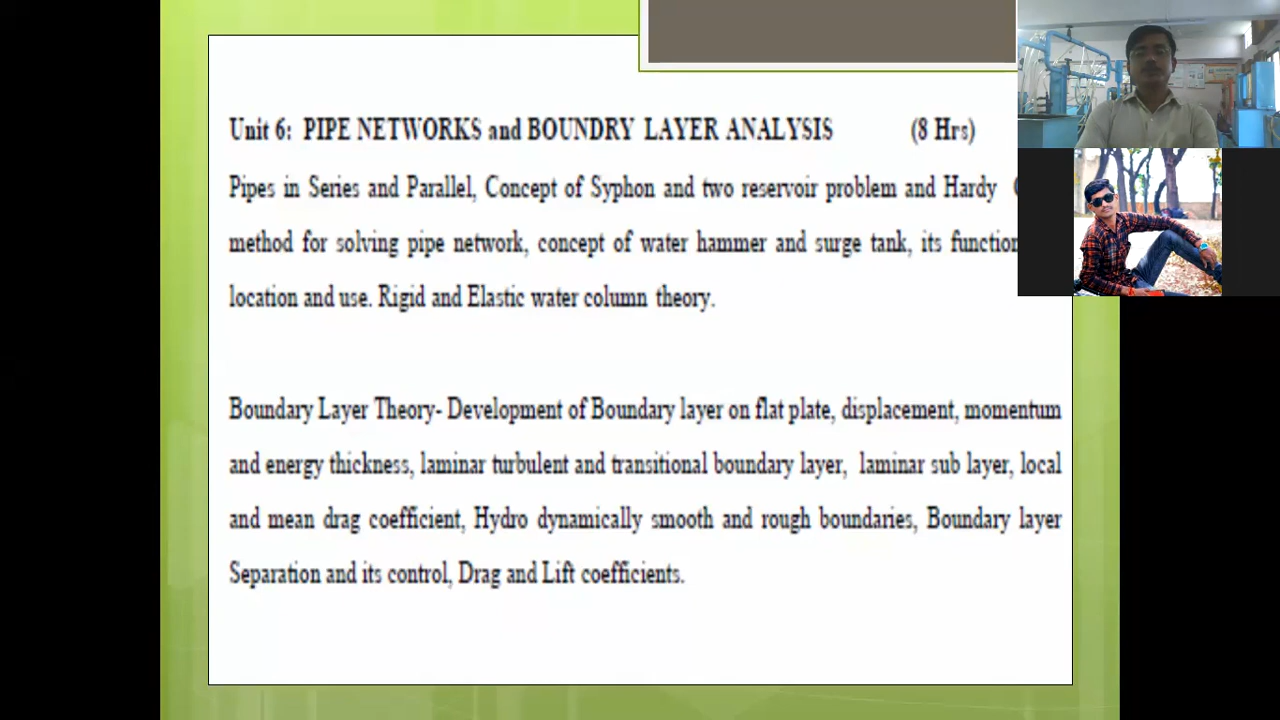 Unit 6: PIPE NETWORKS and BOUNDRY LAYER ANALYSIS (8 Hrs)
Pipes in Series and Parallel, Concept of Syphon and two reservoir problem and Hardy
method for solving pipe network, concept of water hammer and surge tank, its function
location and use. Rigid and Elastic water column theory.
Boundary Layer Theory- Development of Boundary layer on flat plate, displacement, momentum
and energy thickness, laminar turbulent and transitional boundary layer, laminar sub layer, local
and mean drag coefficient, Hydro dynamically smooth and rough boundaries, Boundary layer
Separation and its control, Drag and Lift coefficients.